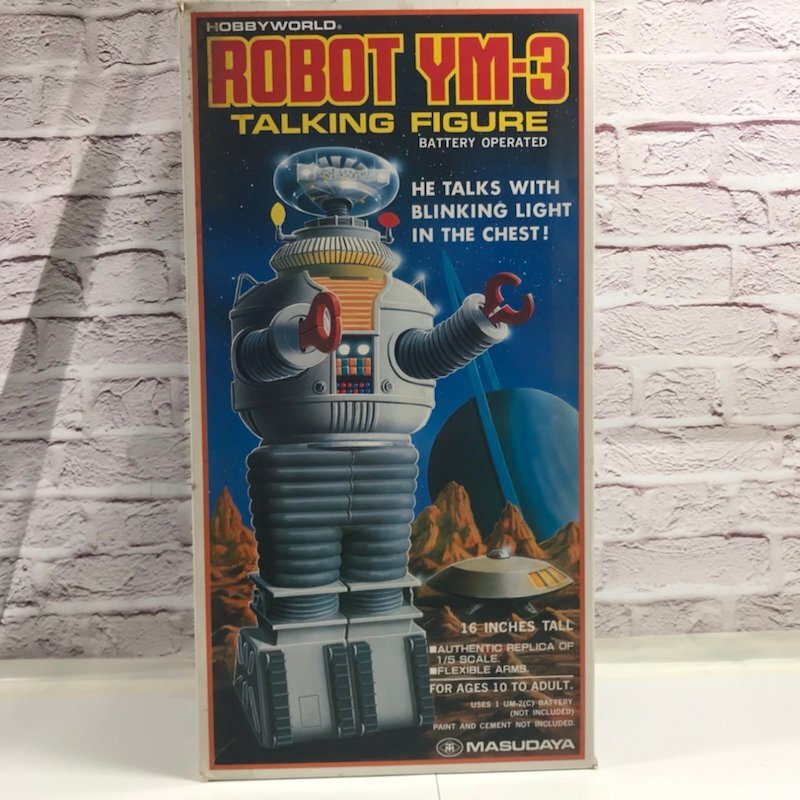 HOBBYWORLD®
ROBOT YM-3
TALKING FIGURE
BATTERY OPERATED
HE TALKS WITH
BLINKING LIGHT
IN THE CHEST!
16 INCHES TALL
■AUTHENTIC REPLICA OF
1/5 SCALE.
■FLEXIBLE ARMS.
FOR AGES 10 TO ADULT.
USES 1 UM-2(C) BATTERY
(NOT INCLUDED)
PAINT AND CEMENT NOT INCLUDED.
MASUDAYA